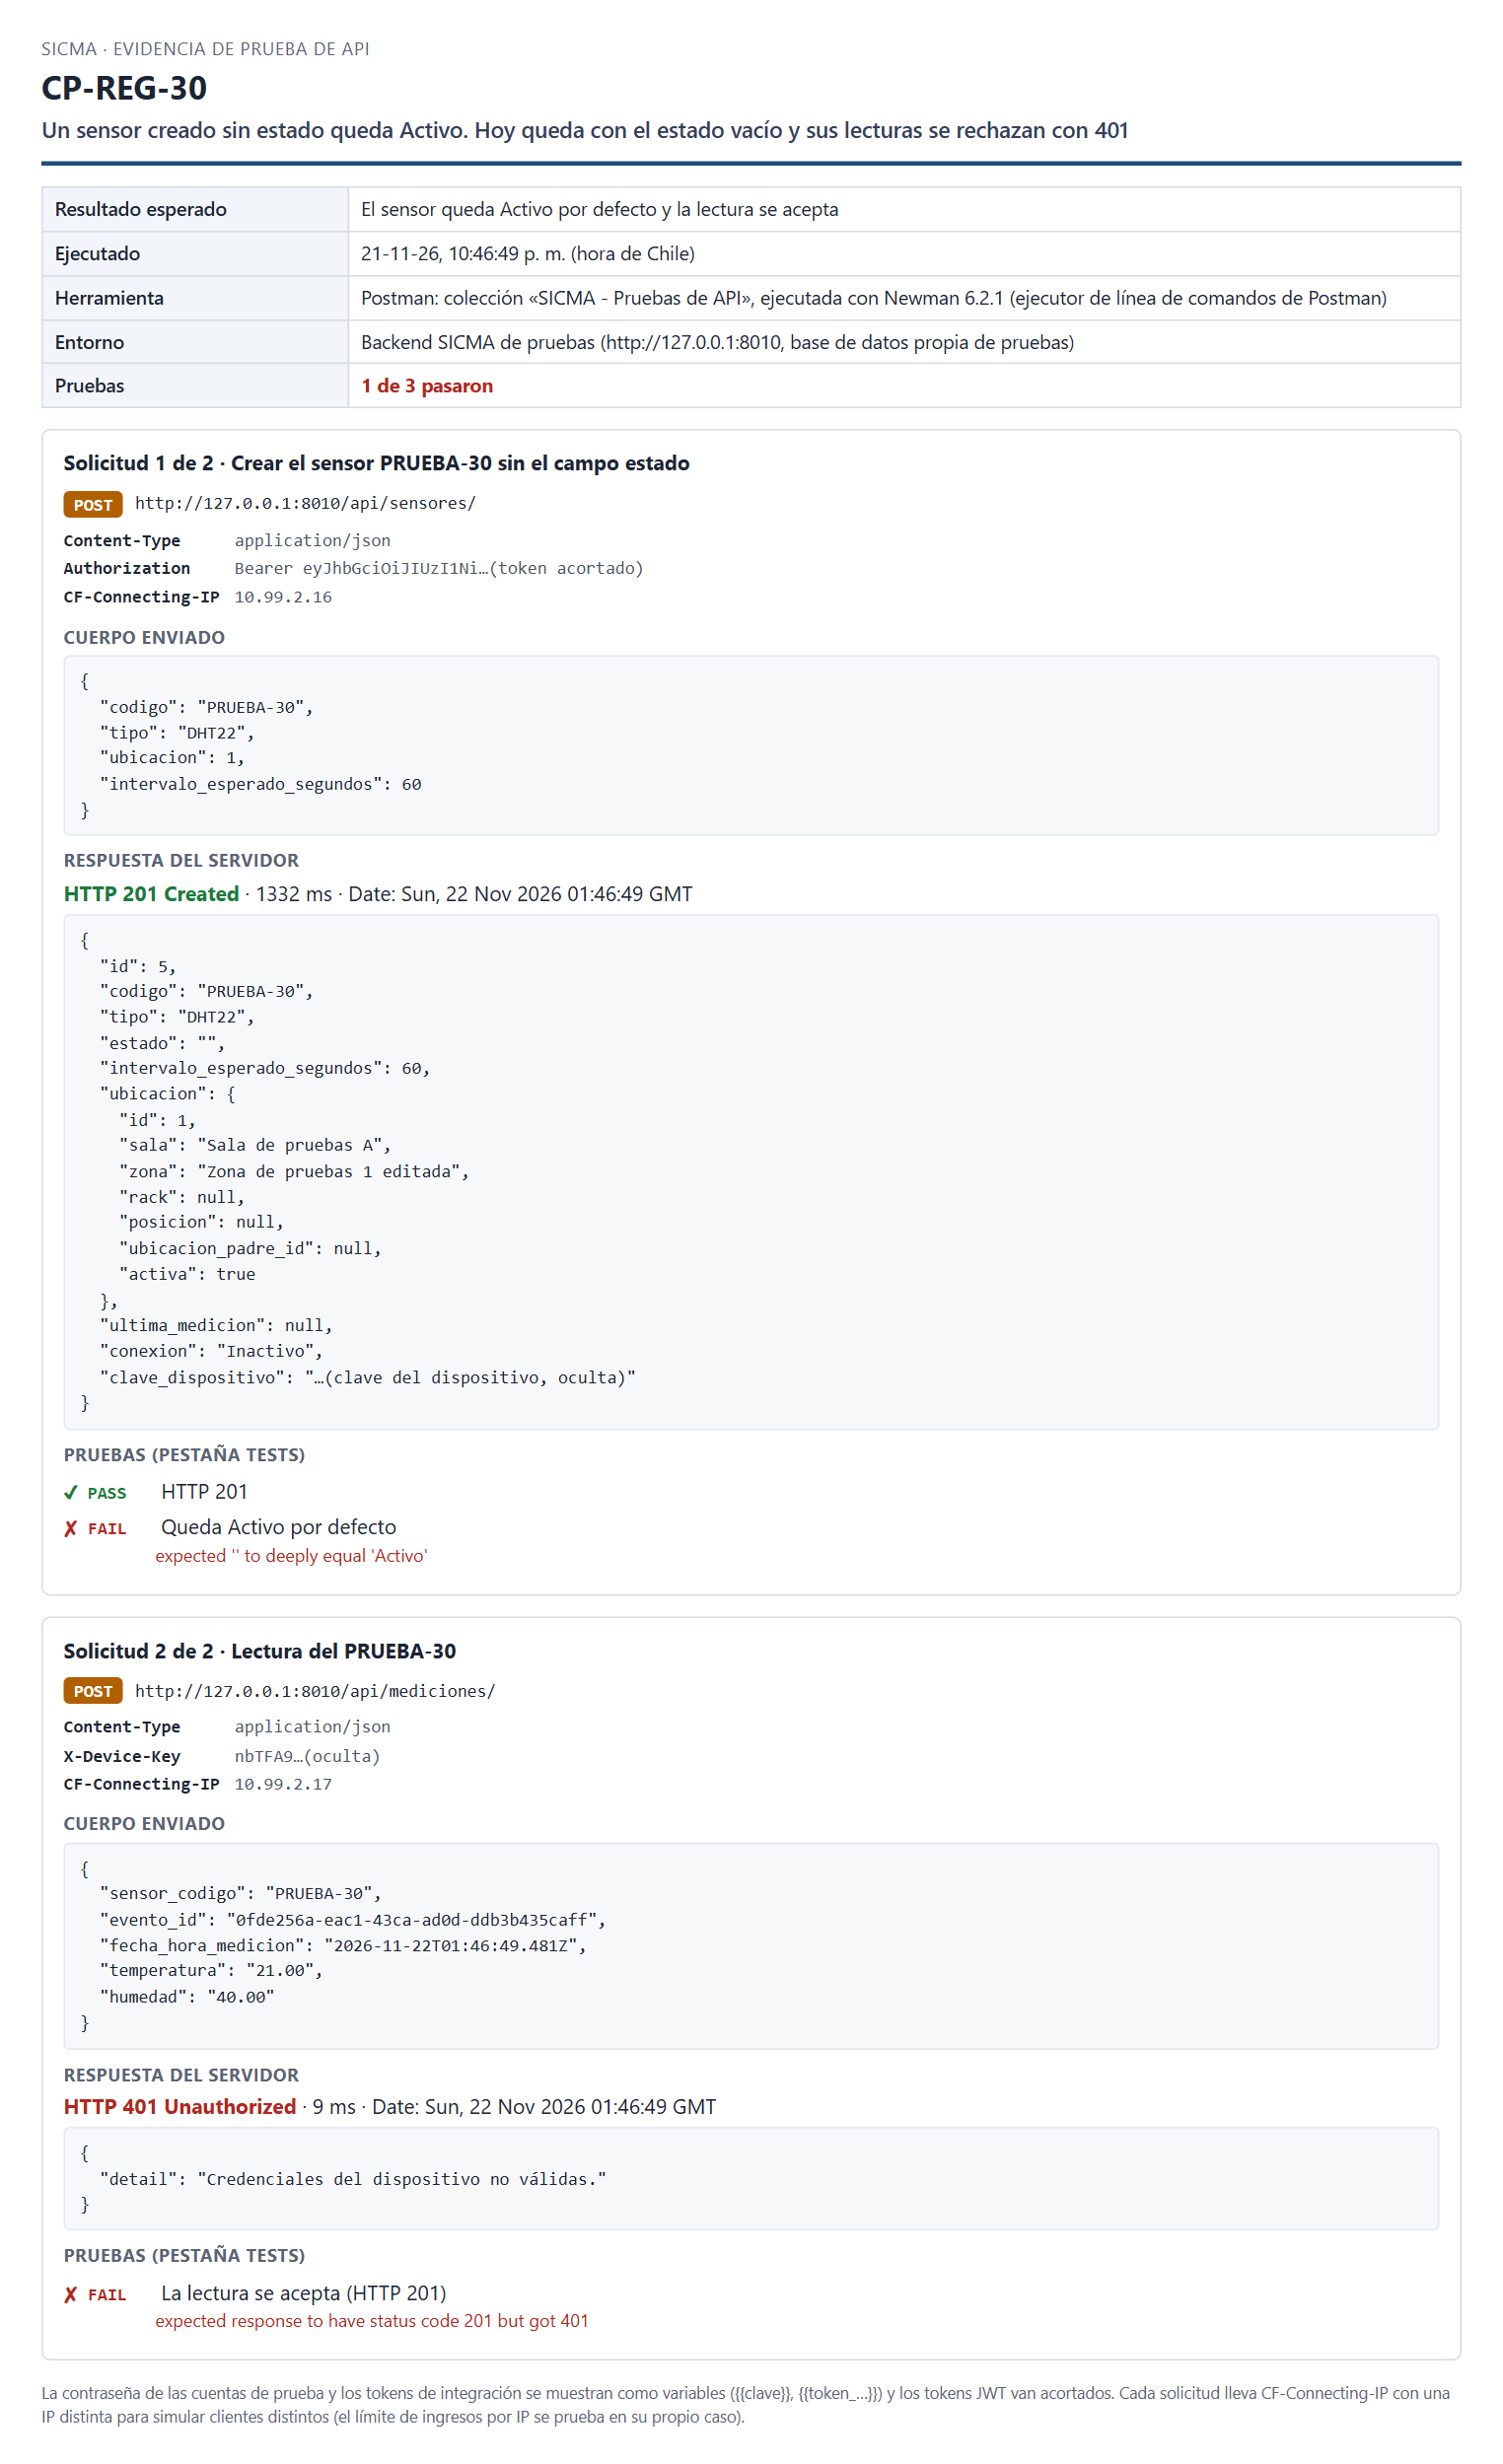 SICMA · EVIDENCIA DE PRUEBA DE API
CP-REG-30
Un sensor creado sin estado queda Activo. Hoy queda con el estado vacío y sus lecturas se rechazan con 401
Resultado esperado El sensor queda Activo por defecto y la lectura se acepta
Ejecutado 21-11-26, 10:46:49 p. m. (hora de Chile)
Herramienta Postman: colección «SICMA - Pruebas de API», ejecutada con Newman 6.2.1 (ejecutor de línea de comandos de Postman)
Entorno Backend SICMA de pruebas (http://127.0.0.1:8010, base de datos propia de pruebas)
Pruebas 1 de 3 pasaron
Solicitud 1 de 2 · Crear el sensor PRUEBA-30 sin el campo estado
POST http://127.0.0.1:8010/api/sensores/
Content-Type application/json
Authorization Bearer eyJhbGciOiJIUzI1Ni…(token acortado)
CF-Connecting-IP 10.99.2.16
CUERPO ENVIADO
{
"codigo": "PRUEBA-30",
"tipo": "DHT22",
"ubicacion": 1,
"intervalo_esperado_segundos": 60
}
RESPUESTA DEL SERVIDOR
HTTP 201 Created · 1332 ms · Date: Sun, 22 Nov 2026 01:46:49 GMT
{
"id": 5,
"codigo": "PRUEBA-30",
"tipo": "DHT22",
"estado": "",
"intervalo_esperado_segundos": 60,
"ubicacion": {
"id": 1,
"sala": "Sala de pruebas A",
"zona": "Zona de pruebas 1 editada",
"rack": null,
"posicion": null,
"ubicacion_padre_id": null,
"activa": true
},
"ultima_medicion": null,
"conexion": "Inactivo",
"clave_dispositivo": "…(clave del dispositivo, oculta)"
}
PRUEBAS (PESTAÑA TESTS)
✔ PASS HTTP 201
✘ FAIL Queda Activo por defecto
expected '' to deeply equal 'Activo'
Solicitud 2 de 2 · Lectura del PRUEBA-30
POST http://127.0.0.1:8010/api/mediciones/
Content-Type application/json
X-Device-Key nbTFA9…(oculta)
CF-Connecting-IP 10.99.2.17
CUERPO ENVIADO
{
"sensor_codigo": "PRUEBA-30",
"evento_id": "0fde256a-eac1-43ca-ad0d-ddb3b435caff",
"fecha_hora_medicion": "2026-11-22T01:46:49.481Z",
"temperatura": "21.00",
"humedad": "40.00"
}
RESPUESTA DEL SERVIDOR
HTTP 401 Unauthorized · 9 ms · Date: Sun, 22 Nov 2026 01:46:49 GMT
{
"detail": "Credenciales del dispositivo no válidas."
}
PRUEBAS (PESTAÑA TESTS)
✘ FAIL La lectura se acepta (HTTP 201)
expected response to have status code 201 but got 401
La contraseña de las cuentas de prueba y los tokens de integración se muestran como variables ({{clave}}, {{token_…}}) y los tokens JWT van acortados. Cada solicitud lleva CF-Connecting-IP con una
IP distinta para simular clientes distintos (el límite de ingresos por IP se prueba en su propio caso).